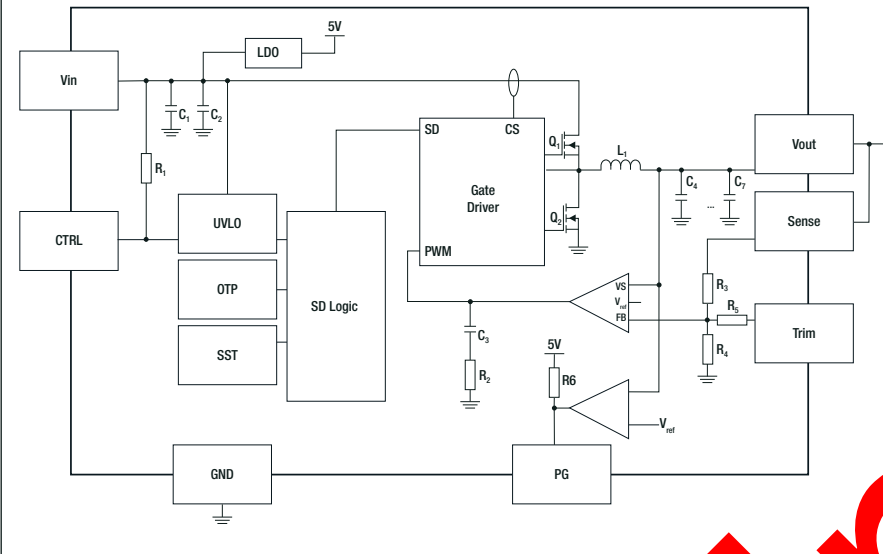 5V
LDO
Vin
C1
C2
SD
CS
Q1
L1
Vout
R1
Gate
Driver
C4
C7
...
UVLO
Q2
Sense
CTRL
PWM
OTP
SD Logic
VS
Vref
FB
R3
R5
Trim
C3
R4
SST
5V
R2
R6
Vref
GND
PG